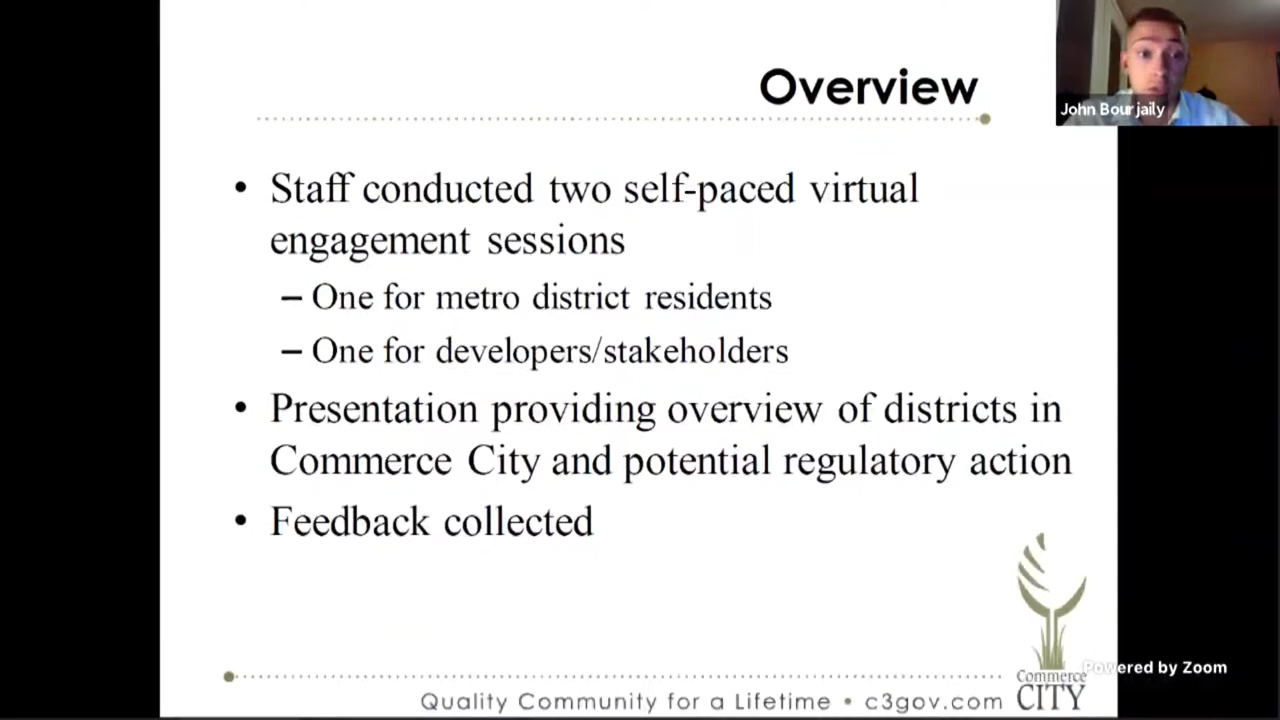 Overview
John Bourjaily
• Staff conducted two self-paced virtual
engagement sessions
– One for metro district residents
– One for developers/stakeholders
• Presentation providing overview of districts in
Commerce City and potential regulatory action
• Feedback collected
Powered by Zoom
Commerce
CITY
Quality Community for a Lifetime • c3gov.com